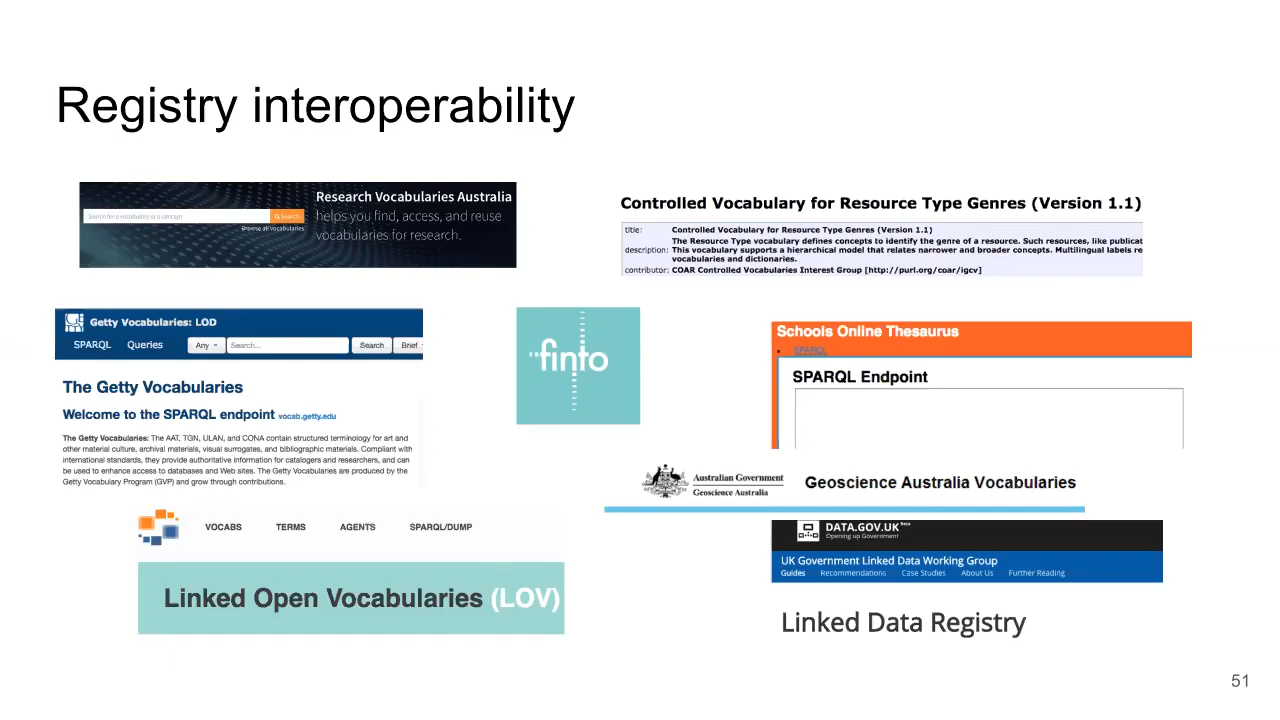 Registry interoperability
Research Vocabularies Australia
helps you find, access, and reuse
vocabularies for research.
Search for a vocabulary or a concept
Search
Browse all vocabularies
Controlled Vocabulary for Resource Type Genres (Version 1.1)
title: Controlled Vocabulary for Resource Type Genres (Version 1.1)
The Resource Type vocabulary defines concepts to identify the genre of a resource. Such resources, like publicat
description: This vocabulary supports a hierarchical model that relates narrower and broader concepts. Multilingual labels re
vocabularies and dictionaries.
contributor: COAR Controlled Vocabularies Interest Group [http://purl.org/coar/igcv]
Getty Vocabularies: LOD
SPARQL Queries Any Search... Search Brief
The Getty Vocabularies
Welcome to the SPARQL endpoint vocab.getty.edu
The Getty Vocabularies: The AAT, TGN, ULAN, and CONA contain structured terminology for art and
other material culture, archival materials, visual surrogates, and bibliographic materials. Compliant with
international standards, they provide authoritative information for catalogers and researchers, and can
be used to enhance access to databases and Web sites. The Getty Vocabularies are produced by the
Getty Vocabulary Program (GVP) and grow through contributions.
finto
Schools Online Thesaurus
SPARQL
SPARQL Endpoint
Australian Government
Geoscience Australia
Geoscience Australia Vocabularies
VOCABS TERMS AGENTS SPARQL/DUMP
Linked Open Vocabularies (LOV)
DATA.GOV.UK Beta
Opening up Government
UK Government Linked Data Working Group
Guides Recommendations Case Studies About Us Further Reading
Linked Data Registry
51